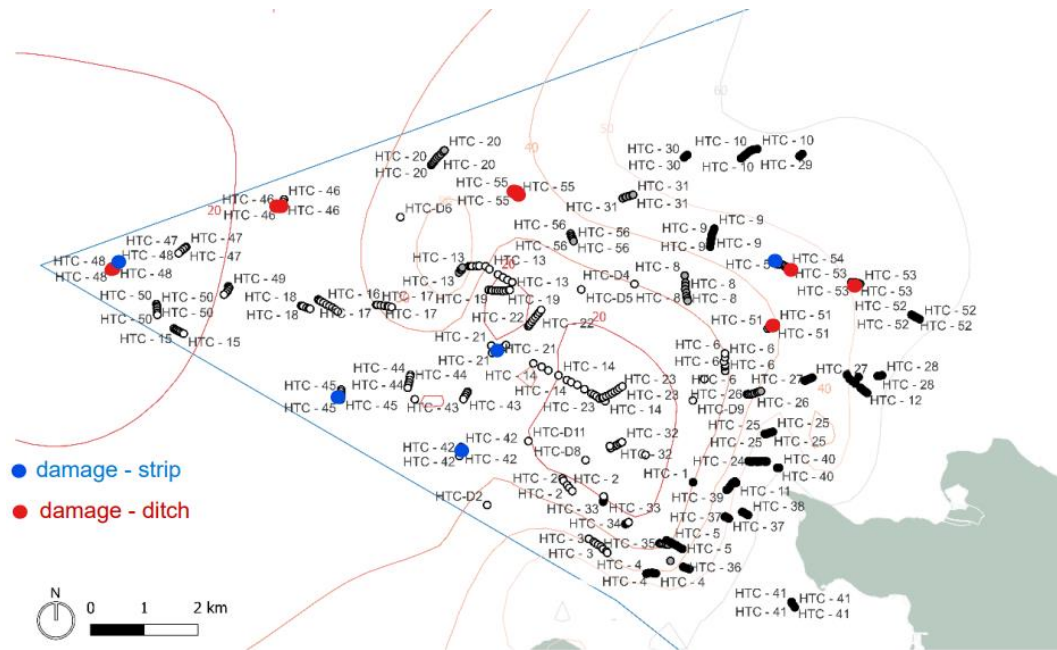 60
50
40
HTC - 20
HTC - 20
HTC - 20
HTC - 30
HTC - 30
HTC - 10
HTC - 10
HTC - 10
HTC - 29
HTC - 46
HTC - 46
HTC - 46
20
HTC - D6
HTC - 55
HTC - 55
HTC - 55
HTC - 31
HTC - 31
HTC - 31
HTC - 56
HTC - 56
HTC - 56
HTC - 9
HTC - 9
HTC - 9
HTC - 47
HTC - 47
HTC - 47
HTC - 48
HTC - 48
HTC - 48
HTC - 13
HTC - 13
HTC - 13
HTC - 13
20
HTC - D4
HTC-D5
HTC - 8
HTC - 8
HTC - 8
HTC - 8
HTC - 54
HTC - 53
HTC - 53
HTC - 53
HTC - 52
HTC - 52
HTC - 52
HTC - 49
HTC - 49
HTC - 50
HTC - 50
HTC - 50
HTC - 50
HTC - 15
HTC - 15
HTC - 18
HTC - 18
HTC - 16
HTC - 17
HTC - 17
HTC - 17
HTC - 19
HTC - 19
HTC - 22
HTC - 22
20
HTC - 51
HTC - 51
HTC - 51
HTC - 21
HTC - 21
HTC - 21
HTC - 6
HTC - 6
HTC - 6
HTC - 6
HTC - 6
HTC - 14
HTC - 14
HTC - 14
HTC - 14
HTC - 23
HTC - 23
HTC - 23
HTC - 44
HTC - 44
HTC - 44
HTC - 45
HTC - 45
HTC - 45
HTC - 43
HTC - 43
HTC - 27
HTC - 27
HTC - 28
HTC - 28
HTC - 12
HTC - 26
HTC - 26
HTC-D9
40
HTC - 25
HTC - 25
HTC - 25
HTC - 42
HTC - 42
HTC - 42
HTC-D11
HTC - D8
HTC - 32
HTC - 32
HTC - 24
HTC - 40
HTC - 40
HTC - 1
HTC-D2
HTC - 2
HTC - 2
HTC - 33
HTC - 33
HTC - 39
HTC - 11
HTC - 38
HTC - 37
HTC - 37
HTC - 34
HTC - 3
HTC - 3
HTC - 35
HTC - 5
HTC - 5
HTC - 4
HTC - 4
HTC - 4
HTC - 36
HTC - 41
HTC - 41
HTC - 41
HTC - 41
damage - strip
damage - ditch
N
0 1 2 km